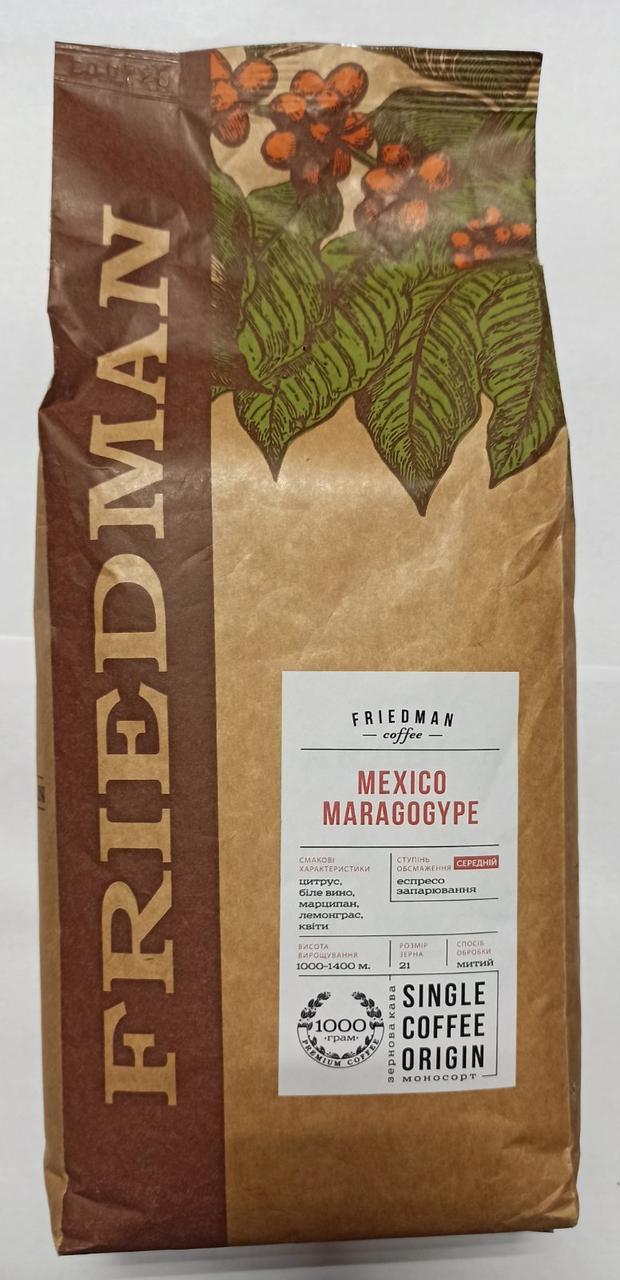 FRIEDMAN
FRIEDMAN
coffee
MEXICO
MARAGOGYPE
СМАКОВІ
ХАРАКТЕРИСТИКИ
цитрус,
біле вино,
марципан,
лемонграс,
квіти
СТУПІНЬ
ОБСМАЖЕННЯ СЕРЕДНІЙ
еспресо
запарювання
ВИСОТА
ВИРОЩУВАННЯ
1000-1400 м.
РОЗМІР
ЗЕРНА
21
СПОСІБ
ОБРОБКИ
митий
1000
·грам·
PREMIUM COFFEE
зернова кава
SINGLE
COFFEE
ORIGIN
моносорт